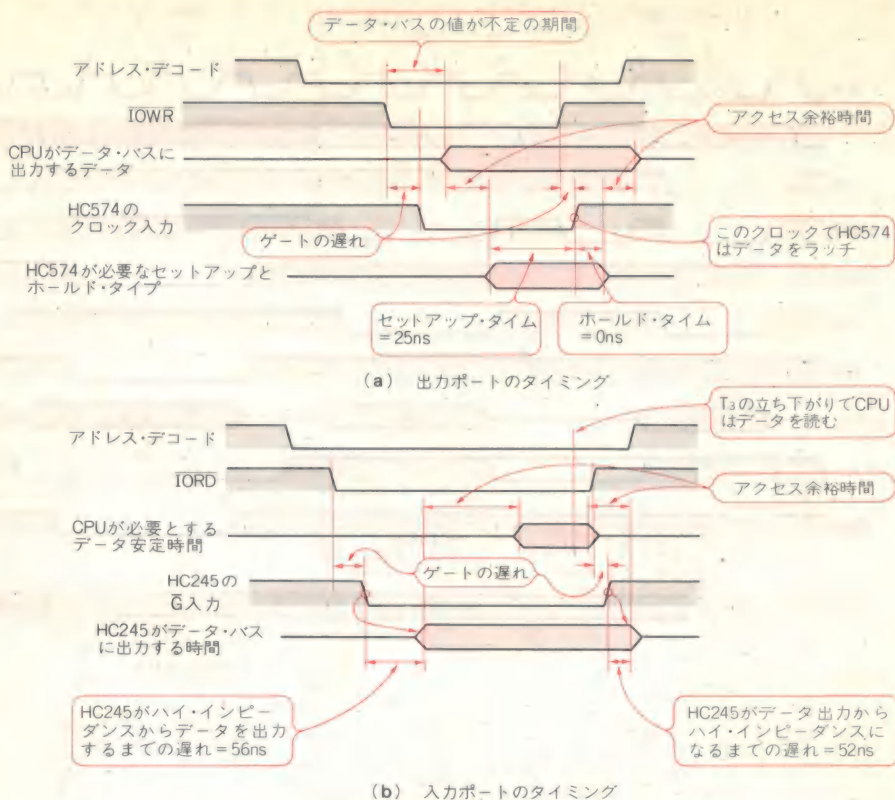 データ・バスの値が不定の期間
アドレス・デコード
IOWR
アクセス余裕時間
CPUがデータ・バスに
出力するデータ
HC574の
クロック入力
ゲートの遅れ
このクロックでHC574
はデータをラッチ
HC574が必要なセットアップと
ホールド・タイプ
セットアップ・タイム
=25ns
ホールド・タイム
=0ns
(a) 出力ポートのタイミング
T3の立ち下がりでCPU
はデータを読む
アドレス・デコード
IORD
アクセス余裕時間
CPUが必要とする
データ安定時間
ゲートの遅れ
HC245の
G入力
HC245がデータ・バス
に出力する時間
HC245がハイ・インピー
ダンスからデータを出力
するまでの遅れ=56ns
HC245がデータ出力から
ハイ・インピーダンスに
なるまでの遅れ=52ns
(b) 入力ポートのタイミング